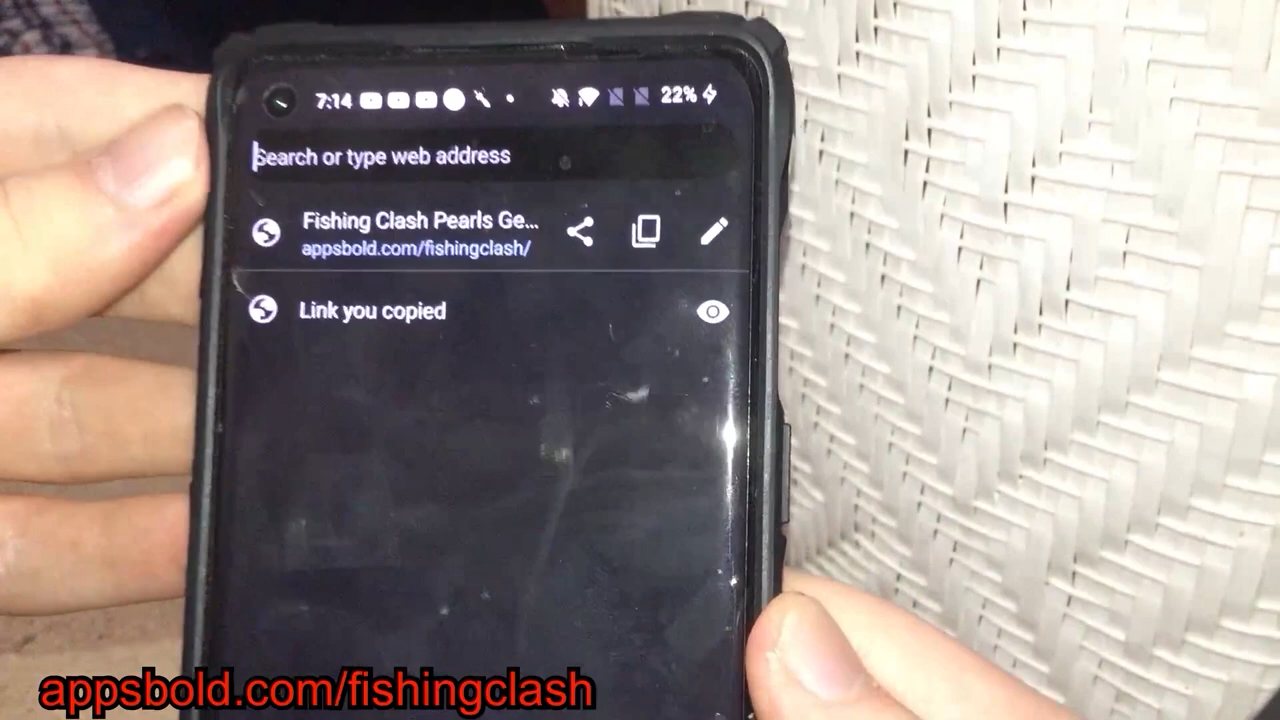 7:14 22%
Search or type web address
Fishing Clash Pearls Ge...
appsbold.com/fishingclash/
Link you copied
appsbold.com/fishingclash